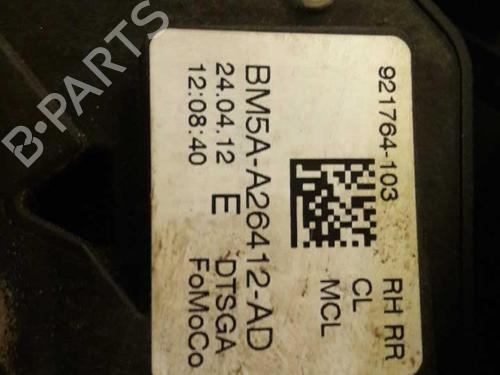 921764-103 RH RR
CL
MCL
BM5A-A26412-AD
24.04.12 E DTSGA
12:08:40 FoMoCo
B-PARTS